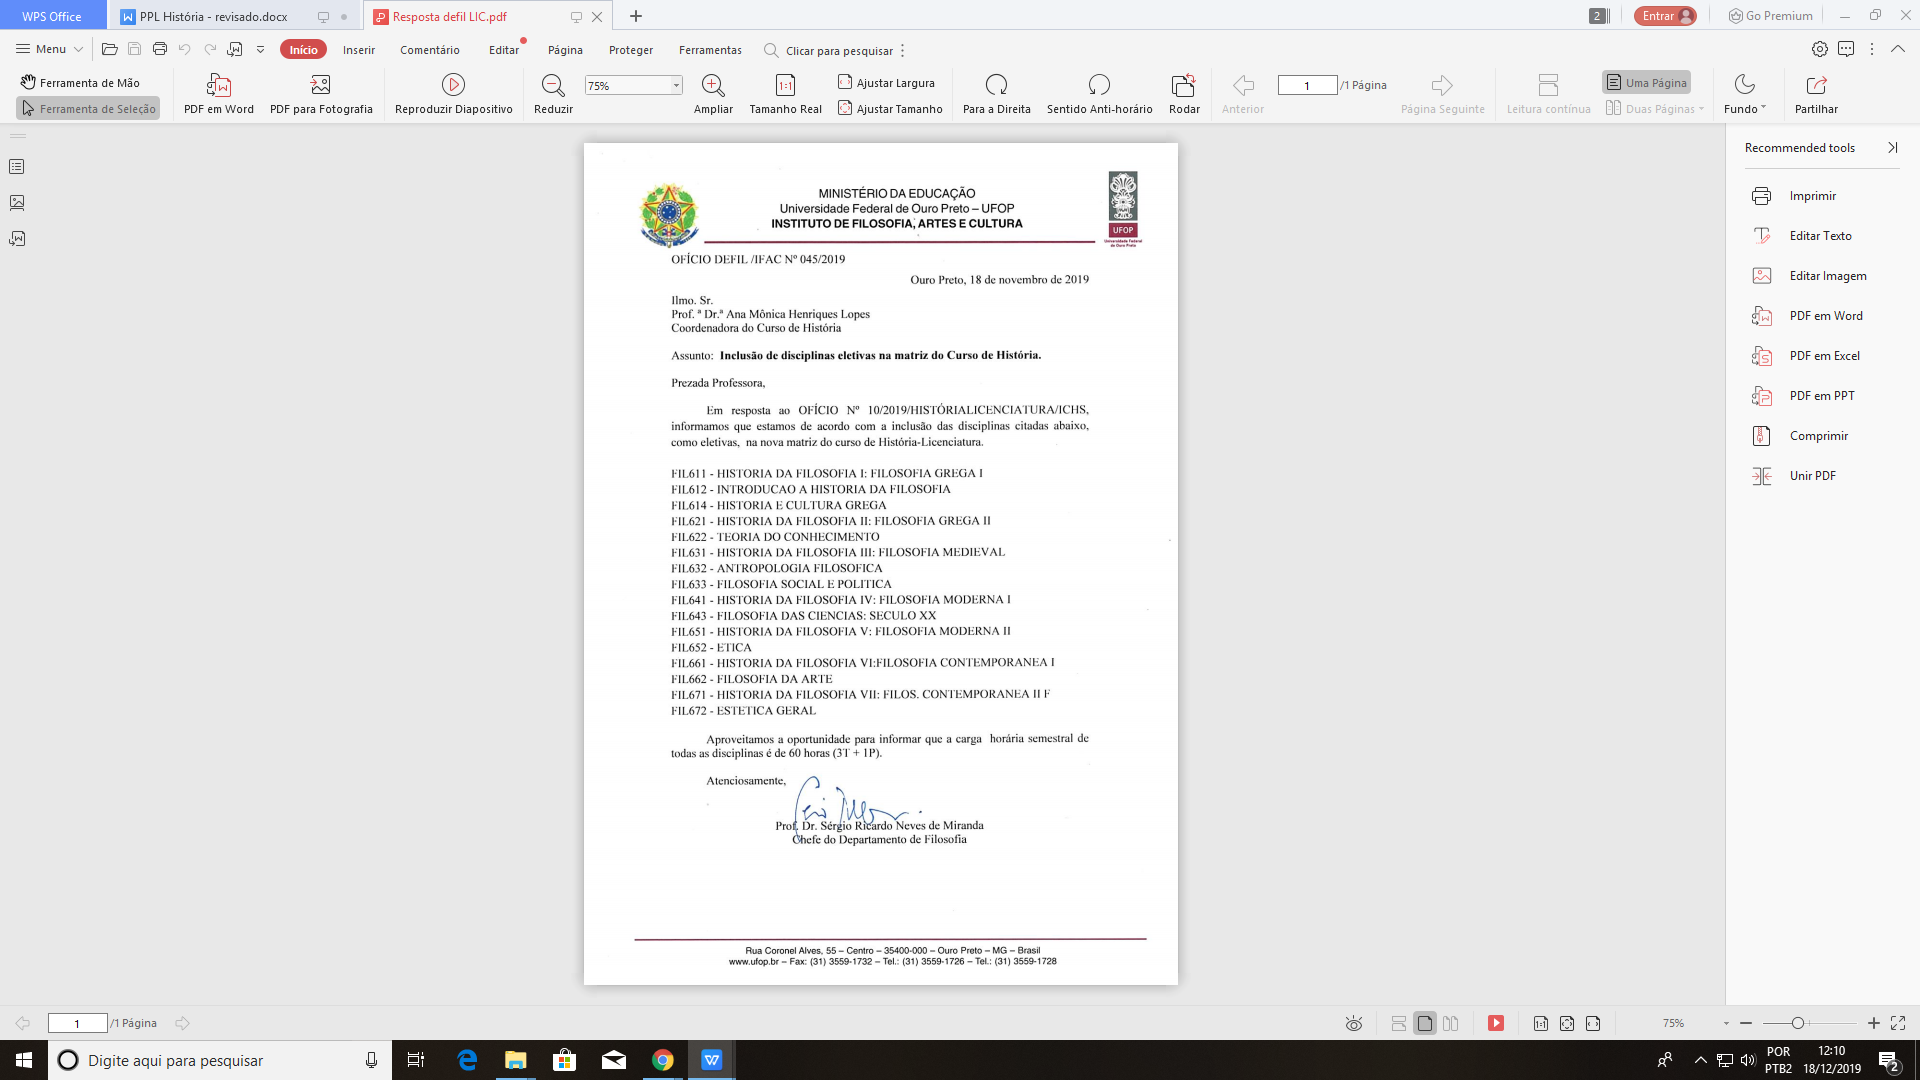 WPS Office
PPL História - revisado.docx
Resposta defil LIC.pdf
2
Entrar
Go Premium
Menu
Início
Inserir
Comentário
Editar
Página
Proteger
Ferramentas
Clicar para pesquisar
Ferramenta de Mão
Ferramenta de Seleção
PDF em Word
PDF para Fotografia
Reproduzir Diapositivo
Reduzir
75%
Ampliar
1:1
Tamanho Real
Ajustar Largura
Ajustar Tamanho
Para a Direita
Sentido Anti-horário
Rodar
Anterior
1
/1 Página
Página Seguinte
Leitura contínua
Uma Página
Duas Páginas
Fundo
Partilhar
MINISTÉRIO DA EDUCAÇÃO
Universidade Federal de Ouro Preto – UFOP
INSTITUTO DE FILOSOFIA, ARTES E CULTURA
UFOP
Universidade Federal
de Ouro Preto
OFÍCIO DEFIL /IFAC Nº 045/2019
Ouro Preto, 18 de novembro de 2019
Ilmo. Sr.
Prof. ª Dr.ª Ana Mônica Henriques Lopes
Coordenadora do Curso de História
Assunto: Inclusão de disciplinas eletivas na matriz do Curso de História.
Prezada Professora,
Em resposta ao OFÍCIO Nº 10/2019/HISTÓRIALICENCIATURA/ICHS,
informamos que estamos de acordo com a inclusão das disciplinas citadas abaixo,
como eletivas, na nova matriz do curso de História-Licenciatura.
FIL611 - HISTORIA DA FILOSOFIA I: FILOSOFIA GREGA I
FIL612 - INTRODUCAO A HISTORIA DA FILOSOFIA
FIL614 - HISTORIA E CULTURA GREGA
FIL621 - HISTORIA DA FILOSOFIA II: FILOSOFIA GREGA II
FIL622 - TEORIA DO CONHECIMENTO
FIL631 - HISTORIA DA FILOSOFIA III: FILOSOFIA MEDIEVAL
FIL632 - ANTROPOLOGIA FILOSOFICA
FIL633 - FILOSOFIA SOCIAL E POLITICA
FIL641 - HISTORIA DA FILOSOFIA IV: FILOSOFIA MODERNA I
FIL643 - FILOSOFIA DAS CIENCIAS: SECULO XX
FIL651 - HISTORIA DA FILOSOFIA V: FILOSOFIA MODERNA II
FIL652 - ETICA
FIL661 - HISTORIA DA FILOSOFIA VI:FILOSOFIA CONTEMPORANEA I
FIL662 - FILOSOFIA DA ARTE
FIL671 - HISTORIA DA FILOSOFIA VII: FILOS. CONTEMPORANEA II F
FIL672 - ESTETICA GERAL
Aproveitamos a oportunidade para informar que a carga horária semestral de
todas as disciplinas é de 60 horas (3T + 1P).
Atenciosamente,
Prof. Dr. Sérgio Ricardo Neves de Miranda
Chefe do Departamento de Filosofia
Rua Coronel Alves, 55 – Centro – 35400-000 – Ouro Preto – MG – Brasil
www.ufop.br – Fax: (31) 3559-1732 – Tel.: (31) 3559-1726 – Tel.: (31) 3559-1728
Recommended tools
Imprimir
Editar Texto
Editar Imagem
PDF em Word
PDF em Excel
PDF em PPT
Comprimir
Unir PDF
1
/1 Página
75%
Digite aqui para pesquisar
POR
PTB2
12:10
18/12/2019
2